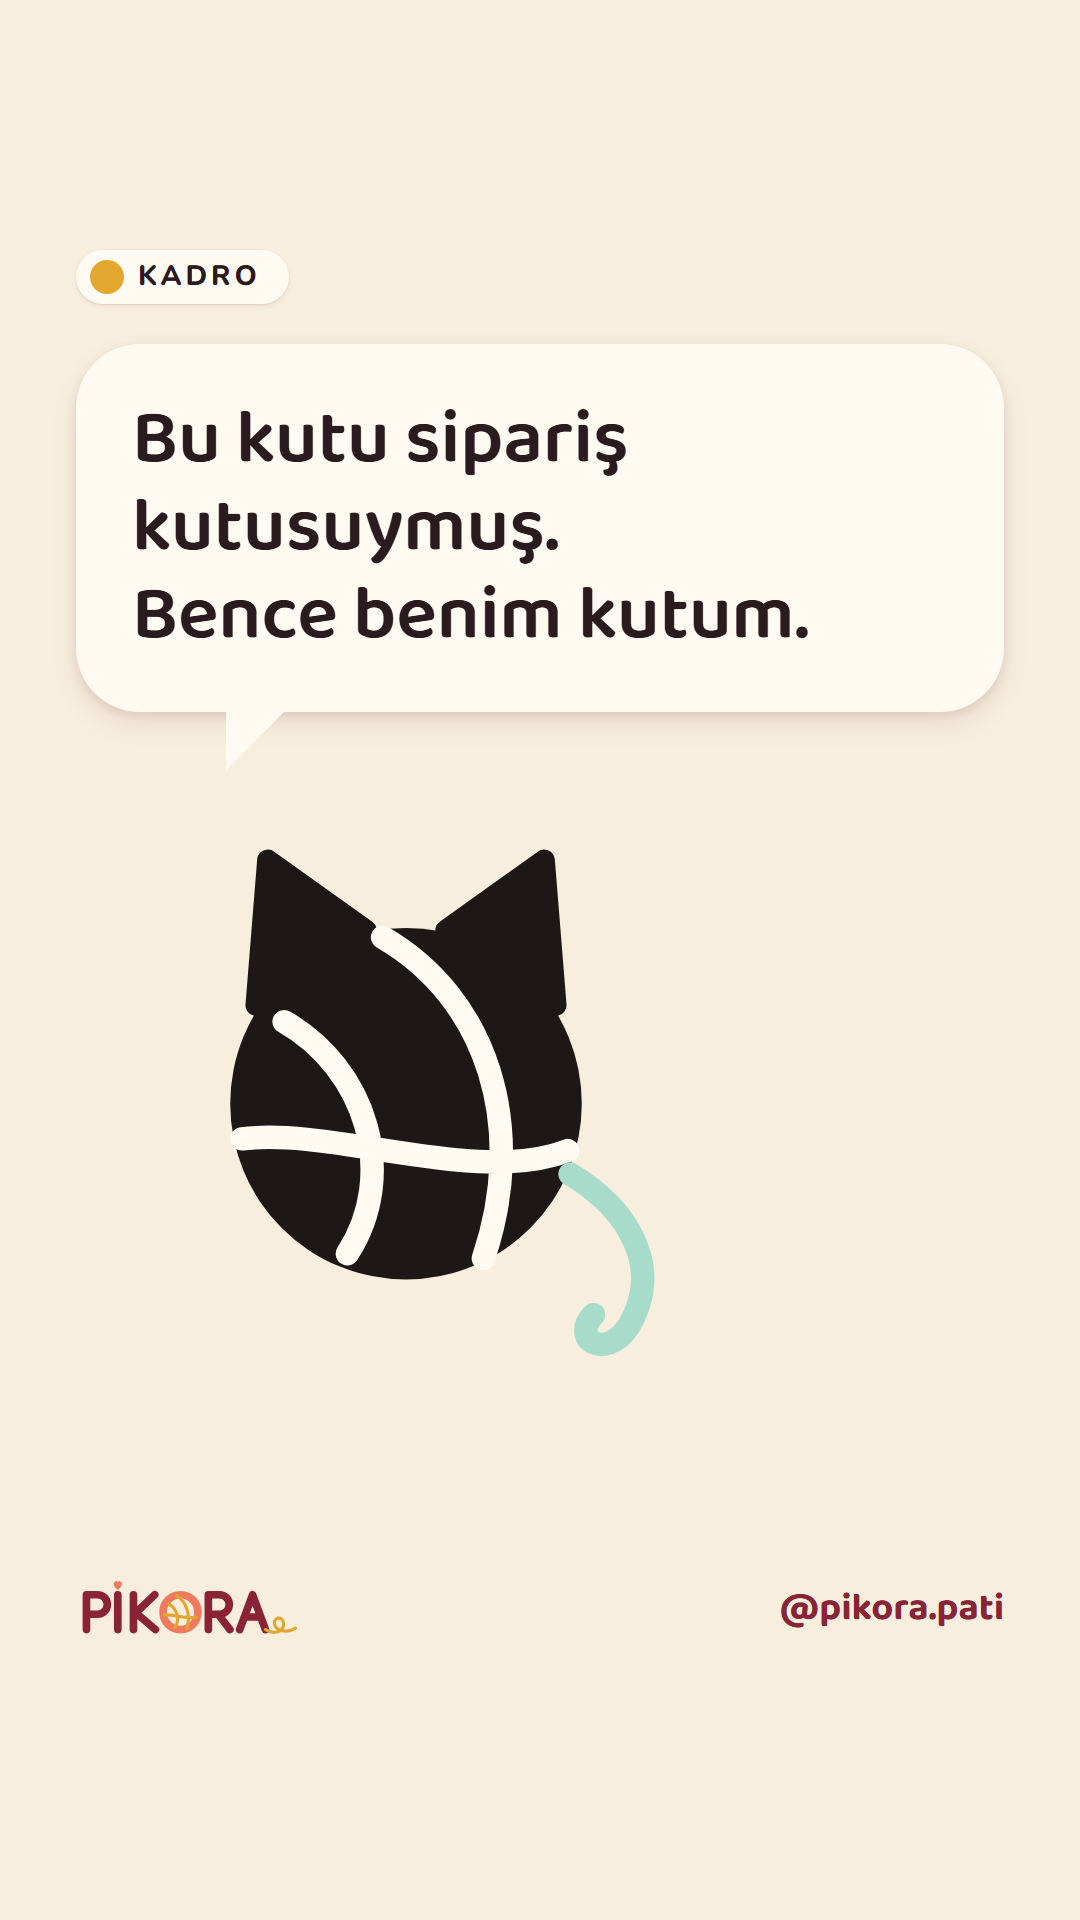 KADRO
Bu kutu sipariş
kutusuymuş.
Bence benim kutum.
PİKORA
@pikora.pati